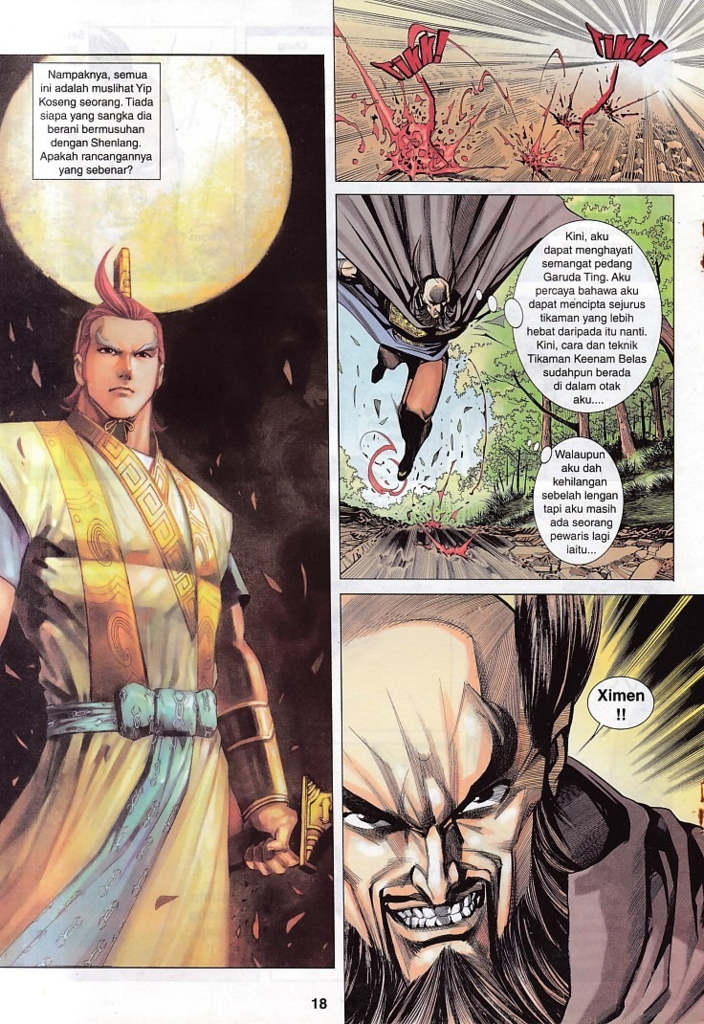 Nampaknya, semua
ini adalah muslihat Yip
Koseng seorang. Tiada
siapa yang sangka dia
berani bermusuhan
dengan Shenlang.
Apakah rancangannya
yang sebenar?
TIKK!
TIKK!
Kini, aku
dapat menghayati
semangat pedang
Garuda Ting. Aku
percaya bahawa aku
dapat mencipta sejurus
tikaman yang lebih
hebat daripada itu nanti.
Kini, cara dan teknik
Tikaman Keenam Belas
sudahpun berada
di dalam otak
aku....
Walaupun
aku dah
kehilangan
sebelah lengan
tapi aku masih
ada seorang
pewaris lagi
iaitu...
Ximen
!!
18